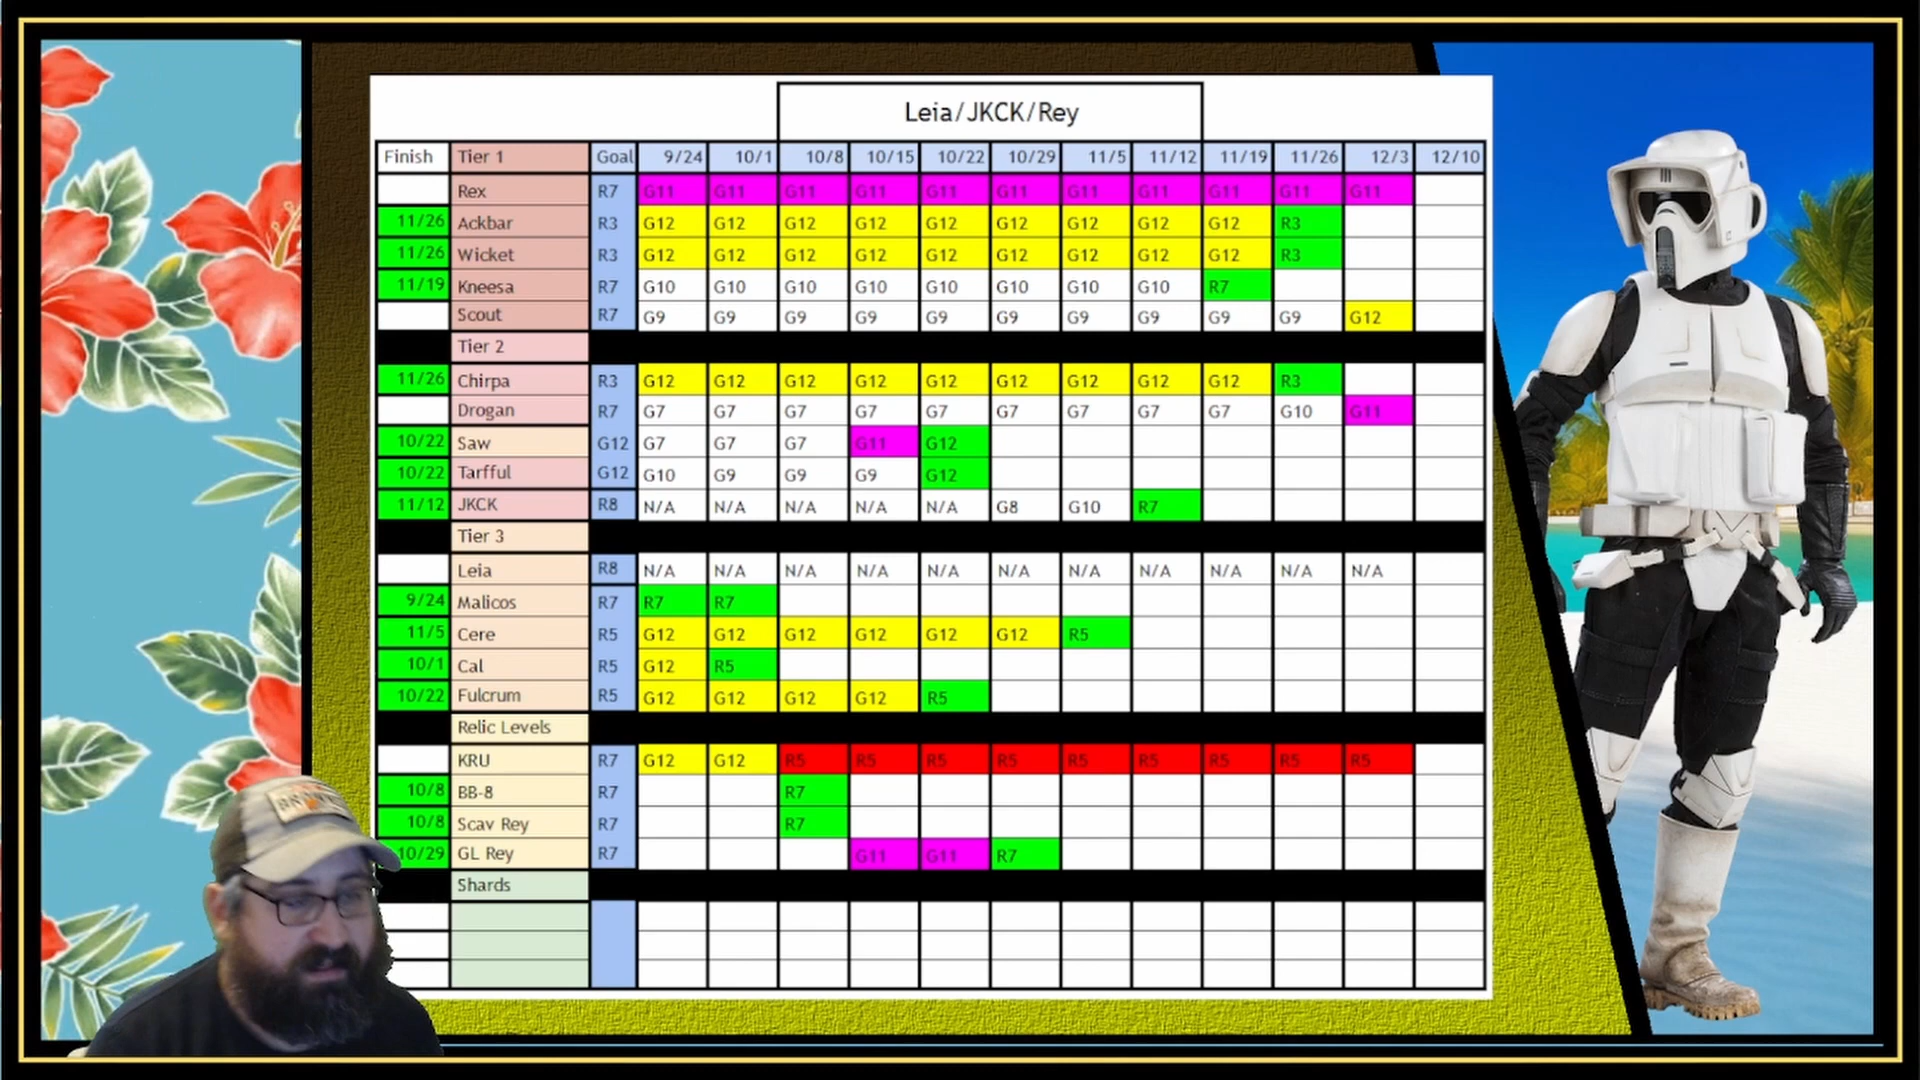 Leia/JKCK/Rey
Finish Tier 1 Goal 9/24 10/1 10/8 10/15 10/22 10/29 11/5 11/12 11/19 11/26 12/3 12/10
Rex R7 G11 G11 G11 G11 G11 G11 G11 G11 G11 G11 G11
11/26 Ackbar R3 G12 G12 G12 G12 G12 G12 G12 G12 G12 R3
11/26 Wicket R3 G12 G12 G12 G12 G12 G12 G12 G12 G12 R3
11/19 Kneesa R7 G10 G10 G10 G10 G10 G10 G10 G10 R7
Scout R7 G9 G9 G9 G9 G9 G9 G9 G9 G9 G9 G12
Tier 2
11/26 Chirpa R3 G12 G12 G12 G12 G12 G12 G12 G12 G12 R3
Drogan R7 G7 G7 G7 G7 G7 G7 G7 G7 G7 G10 G11
10/22 Saw G12 G7 G7 G7 G11 G12
10/22 Tarfful G12 G10 G9 G9 G9 G12
11/12 JKCK R8 N/A N/A N/A N/A N/A G8 G10 R7
Tier 3
Leia R8 N/A N/A N/A N/A N/A N/A N/A N/A N/A N/A N/A
9/24 Malicos R7 R7 R7
11/5 Cere R5 G12 G12 G12 G12 G12 G12 R5
10/1 Cal R5 G12 R5
10/22 Fulcrum R5 G12 G12 G12 G12 R5
Relic Levels
KRU R7 G12 G12 R5 R5 R5 R5 R5 R5 R5 R5 R5
10/8 BB-8 R7 R7
10/8 Scav Rey R7 R7
10/29 GL Rey R7 G11 G11 R7
Shards